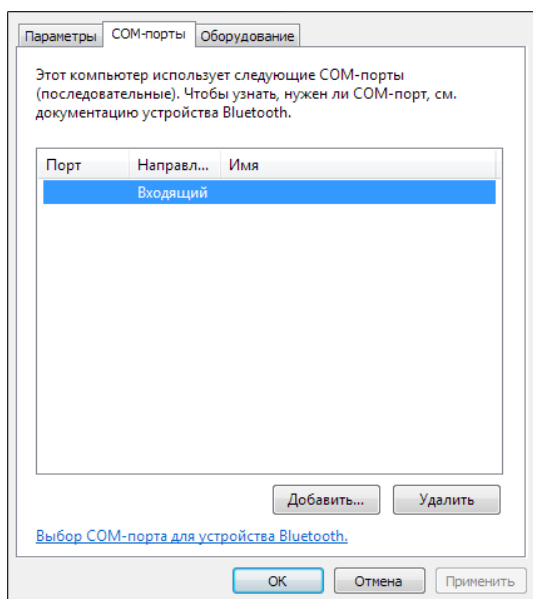 Параметры COM-порты Оборудование
Этот компьютер использует следующие COM-порты
(последовательные). Чтобы узнать, нужен ли COM-порт, см.
документацию устройства Bluetooth.
Порт Направл... Имя
Входящий
Добавить... Удалить
Выбор COM-порта для устройства Bluetooth.
ОК Отмена Применить